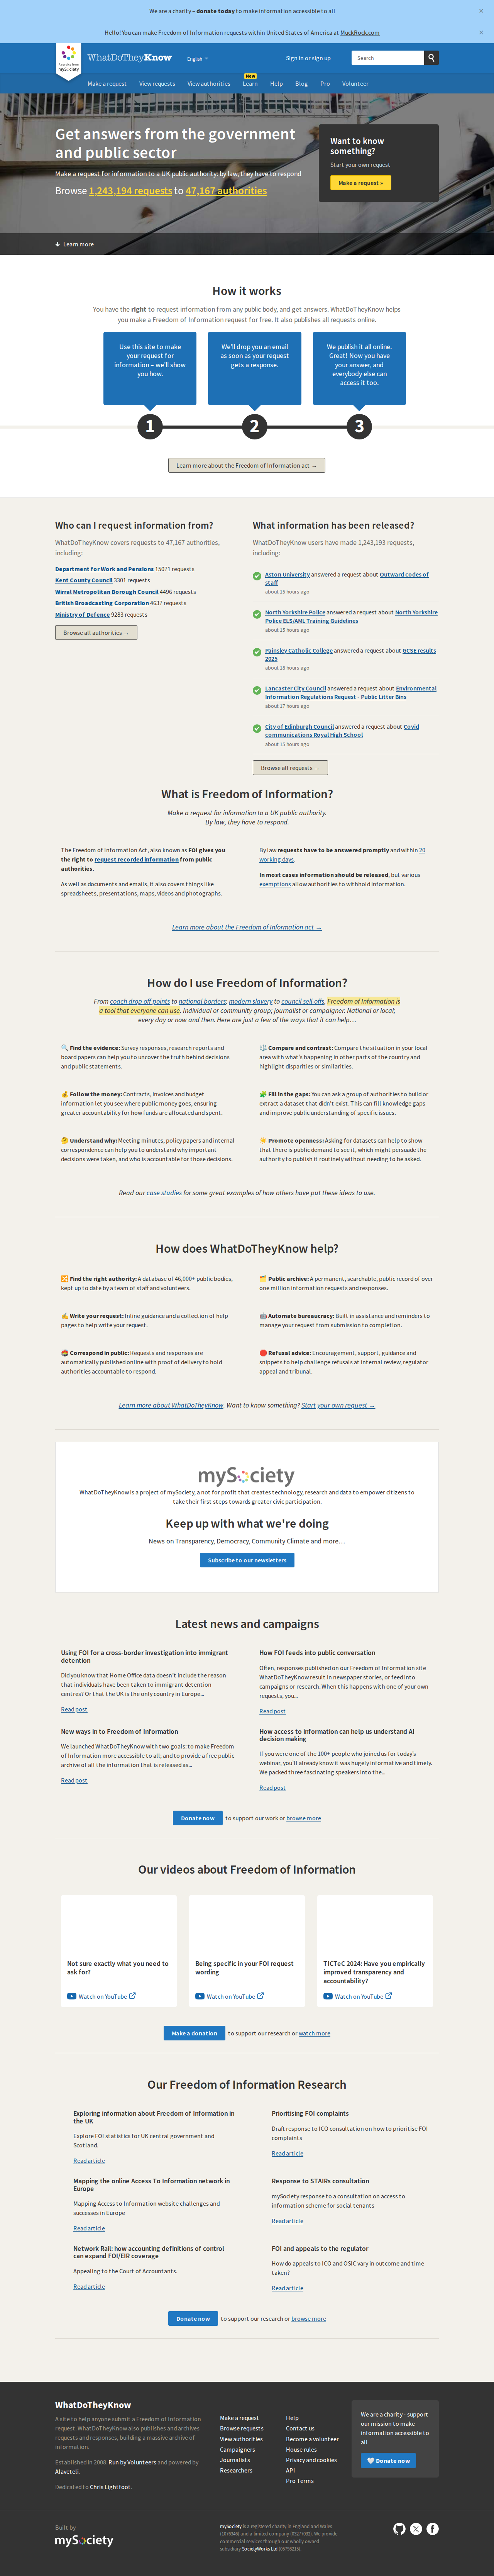 We are a charity – donate today to make information accessible to all
×
Hello! You can make Freedom of Information requests within United States of America at MuckRock.com
×
mySociety
WhatDoTheyKnow
English
Sign in or sign up
Search
Make a request
View requests
View authorities
New
Learn
Help
Blog
Pro
Volunteer
Get answers from the government
and public sector
Make a request for information to a UK public authority: by law, they have to respond
Browse 1,243,194 requests to 47,167 authorities
Want to know
something?
Start your own request
Make a request »
↓ Learn more
How it works
You have the right to request information from any public body, and get answers. WhatDoTheyKnow helps
you make a Freedom of Information request for free. It also publishes all requests online.
Use this site to make
your request for
information – we'll show
you how.
We'll drop you an email
as soon as your request
gets a response.
We publish it all online.
Great! Now you have
your answer, and
everybody else can
access it too.
1
2
3
Learn more about the Freedom of Information act →
Who can I request information from?
WhatDoTheyKnow covers requests to 47,167 authorities,
including:
Department for Work and Pensions 15071 requests
Kent County Council 3301 requests
Wirral Metropolitan Borough Council 4496 requests
British Broadcasting Corporation 4637 requests
Ministry of Defence 9283 requests
Browse all authorities →
What information has been released?
WhatDoTheyKnow users have made 1,243,193 requests,
including:
Aston University answered a request about Outward codes of
staff
about 15 hours ago
North Yorkshire Police answered a request about North Yorkshire
Police ELS/AML Training Guidelines
about 15 hours ago
Painsley Catholic College answered a request about GCSE results
2025
about 16 hours ago
Lancaster City Council answered a request about Environmental
Information Regulations Request - Public Litter Bins
about 17 hours ago
City of Edinburgh Council answered a request about Covid
communications Royal High School
about 15 hours ago
Browse all requests →
What is Freedom of Information?
Make a request for information to a UK public authority.
By law, they have to respond.
The Freedom of Information Act, also known as FOI gives you
the right to request recorded information from public
authorities.
As well as documents and emails, it also covers things like
spreadsheets, presentations, maps, videos and photographs.
By law requests have to be answered promptly and within 20
working days.
In most cases information should be released, but various
exemptions allow authorities to withhold information.
Learn more about the Freedom of Information act →
How do I use Freedom of Information?
From coach drop off points to national borders; modern slavery to council sell-offs, Freedom of Information is
a tool that everyone can use. Individual or community group; journalist or campaigner. National or local;
every day or now and then. Here are just a few of the ways that it can help…
🔍 Find the evidence: Survey responses, research reports and
board papers can help you to uncover the truth behind decisions
and public statements.
⚖️ Compare and contrast: Compare the situation in your local
area with what's happening in other parts of the country and
highlight disparities or similarities.
💰 Follow the money: Contracts, invoices and budget
information let you see where public money goes, ensuring
greater accountability for how funds are allocated and spent.
🧩 Fill in the gaps: You can ask a group of authorities to build or
extract a dataset that didn't exist. This can fill knowledge gaps
and improve public understanding of specific issues.
🤔 Understand why: Meeting minutes, policy papers and internal
correspondence can help you to understand why important
decisions were taken, and who is accountable for those decisions.
☀️ Promote openness: Asking for datasets can help to show
that there is public demand to see it, which might persuade the
authority to publish it routinely without needing to be asked.
Read our case studies for some great examples of how others have put these ideas to use.
How does WhatDoTheyKnow help?
🔀 Find the right authority: A database of 46,000+ public bodies,
kept up to date by a team of staff and volunteers.
🗂️ Public archive: A permanent, searchable, public record of over
one million information requests and responses.
✍️ Write your request: Inline guidance and a collection of help
pages to help write your request.
🤖 Automate bureaucracy: Built in assistance and reminders to
manage your request from submission to completion.
📯 Correspond in public: Requests and responses are
automatically published online with proof of delivery to hold
authorities accountable to respond.
🛑 Refusal advice: Encouragement, support, guidance and
snippets to help challenge refusals at internal review, regulator
appeal and tribunal.
Learn more about WhatDoTheyKnow. Want to know something? Start your own request →
mySociety
WhatDoTheyKnow is a project of mySociety, a not for profit that creates technology, research and data to empower citizens to
take their first steps towards greater civic participation.
Keep up with what we're doing
News on Transparency, Democracy, Community Climate and more…
Subscribe to our newsletters
Latest news and campaigns
Using FOI for a cross-border investigation into immigrant
detention
Did you know that Home Office data doesn't include the reason
that individuals have been taken to immigrant detention
centres? Or that the UK is the only country in Europe...
Read post
How FOI feeds into public conversation
Often, responses published on our Freedom of Information site
WhatDoTheyKnow result in newspaper stories, or feed into
campaigns or research. When this happens with one of your own
requests, you...
Read post
New ways in to Freedom of Information
We launched WhatDoTheyKnow with two goals: to make Freedom
of Information more accessible to all; and to provide a free public
archive of all the information that is released as...
Read post
How access to information can help us understand AI
decision making
If you were one of the 100+ people who joined us for today's
webinar, you'll already know it was hugely informative and timely.
We packed three fascinating speakers into the...
Read post
Donate now to support our work or browse more
Our videos about Freedom of Information
Not sure exactly what you need to
ask for?
Watch on YouTube
Being specific in your FOI request
wording
Watch on YouTube
TICTeC 2024: Have you empirically
improved transparency and
accountability?
Watch on YouTube
Make a donation to support our research or watch more
Our Freedom of Information Research
Exploring information about Freedom of Information in
the UK
Explore FOI statistics for UK central government and
Scotland.
Read article
Prioritising FOI complaints
Draft response to ICO consultation on how to prioritise FOI
complaints
Read article
Mapping the online Access To Information network in
Europe
Mapping Access to Information website challenges and
successes in Europe
Read article
Response to STAIRs consultation
mySociety response to a consultation on access to
information scheme for social tenants
Read article
Network Rail: how accounting definitions of control
can expand FOI/EIR coverage
Appealing to the Court of Accountants.
Read article
FOI and appeals to the regulator
How do appeals to ICO and OSIC vary in outcome and time
taken?
Read article
Donate now to support our research or browse more
WhatDoTheyKnow
A site to help anyone submit a Freedom of Information
request. WhatDoTheyKnow also publishes and archives
requests and responses, building a massive archive of
information.
Established in 2008. Run by Volunteers and powered by
Alaveteli.
Dedicated to Chris Lightfoot.
Make a request
Browse requests
View authorities
Campaigners
Journalists
Researchers
Help
Contact us
Become a volunteer
House rules
Privacy and cookies
API
Pro Terms
We are a charity - support
our mission to make
information accessible to
all
🤍 Donate now
Built by
mySociety
mySociety is a registered charity in England and Wales
(1076346) and a limited company (03277032). We provide
commercial services through our wholly owned
subsidiary SocietyWorks Ltd (05798215).